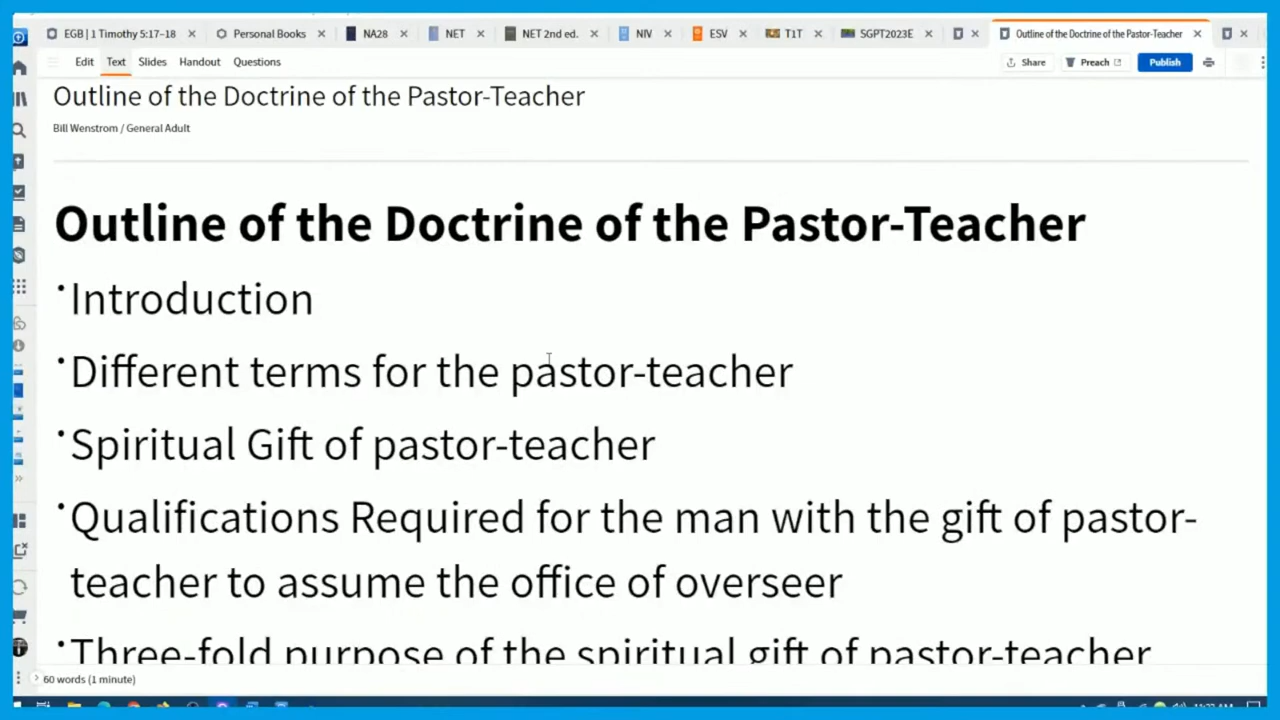 EGB | 1 Timothy 5:17–18 Personal Books NA28 NET NET 2nd ed. NIV ESV T1T SGPT2023E Outline of the Doctrine of the Pastor-Teacher
Edit Text Slides Handout Questions Share Preach Publish
Outline of the Doctrine of the Pastor-Teacher
Bill Wenstrom / General Adult
Outline of the Doctrine of the Pastor-Teacher
•Introduction
•Different terms for the pastor-teacher
•Spiritual Gift of pastor-teacher
•Qualifications Required for the man with the gift of pastor-
teacher to assume the office of overseer
•Three-fold purpose of the spiritual gift of pastor-teacher
60 words (1 minute)